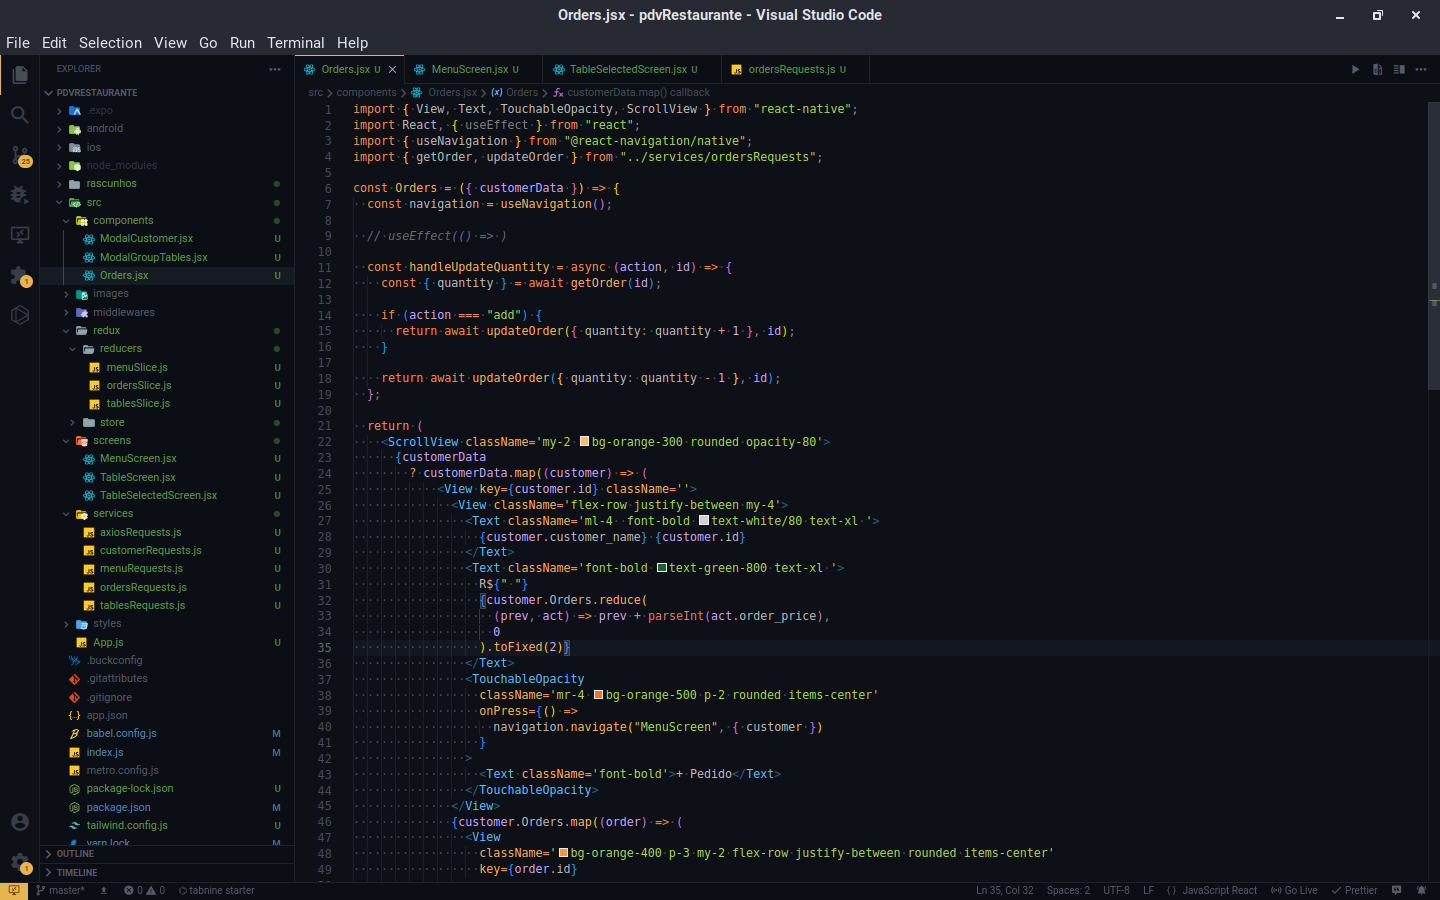 Orders.jsx - pdvRestaurante - Visual Studio Code
File Edit Selection View Go Run Terminal Help
EXPLORER
Orders.jsx U
MenuScreen.jsx U
TableSelectedScreen.jsx U
ordersRequests.js U
src > components > Orders.jsx > Orders > customerData.map() callback
PDVRESTAURANTE
.expo
android
ios
node_modules
rascunhos
src
components
ModalCustomer.jsx U
ModalGroupTables.jsx U
Orders.jsx U
images
middlewares
redux
reducers
menuSlice.js U
ordersSlice.js U
tablesSlice.js U
store
screens
MenuScreen.jsx U
TableScreen.jsx U
TableSelectedScreen.jsx U
services
axiosRequests.js U
customerRequests.js U
menuRequests.js U
ordersRequests.js U
tablesRequests.js U
styles
App.js U
.buckconfig
.gitattributes
.gitignore
app.json
babel.config.js M
index.js M
metro.config.js
package-lock.json U
package.json M
tailwind.config.js U
yarn.lock M
OUTLINE
TIMELINE
25
1
1
1 import { View, Text, TouchableOpacity, ScrollView } from "react-native";
2 import React, { useEffect } from "react";
3 import { useNavigation } from "@react-navigation/native";
4 import { getOrder, updateOrder } from "../services/ordersRequests";
5
6 const Orders = ({ customerData }) => {
7 const navigation = useNavigation();
8
9 // useEffect(() => )
10
11 const handleUpdateQuantity = async (action, id) => {
12 const { quantity } = await getOrder(id);
13
14 if (action === "add") {
15 return await updateOrder({ quantity: quantity + 1 }, id);
16 }
17
18 return await updateOrder({ quantity: quantity - 1 }, id);
19 };
20
21 return (
22 <ScrollView className='my-2 bg-orange-300 rounded opacity-80'>
23 {customerData
24 ? customerData.map((customer) => (
25 <View key={customer.id} className=''>
26 <View className='flex-row justify-between my-4'>
27 <Text className='ml-4  font-bold text-white/80 text-xl '>
28 {customer.customer_name} {customer.id}
29 </Text>
30 <Text className='font-bold text-green-800 text-xl '>
31 R${" "}
32 {customer.Orders.reduce(
33 (prev, act) => prev + parseInt(act.order_price),
34 0
35 ).toFixed(2)}
36 </Text>
37 <TouchableOpacity
38 className='mr-4 bg-orange-500 p-2 rounded items-center'
39 onPress={() =>
40 navigation.navigate("MenuScreen", { customer })
41 }
42 >
43 <Text className='font-bold'>+ Pedido</Text>
44 </TouchableOpacity>
45 </View>
46 {customer.Orders.map((order) => (
47 <View
48 className='bg-orange-400 p-3 my-2 flex-row justify-between rounded items-center'
49 key={order.id}
master* 0 0 tabnine starter Ln 35, Col 32 Spaces: 2 UTF-8 LF { } JavaScript React Go Live Prettier